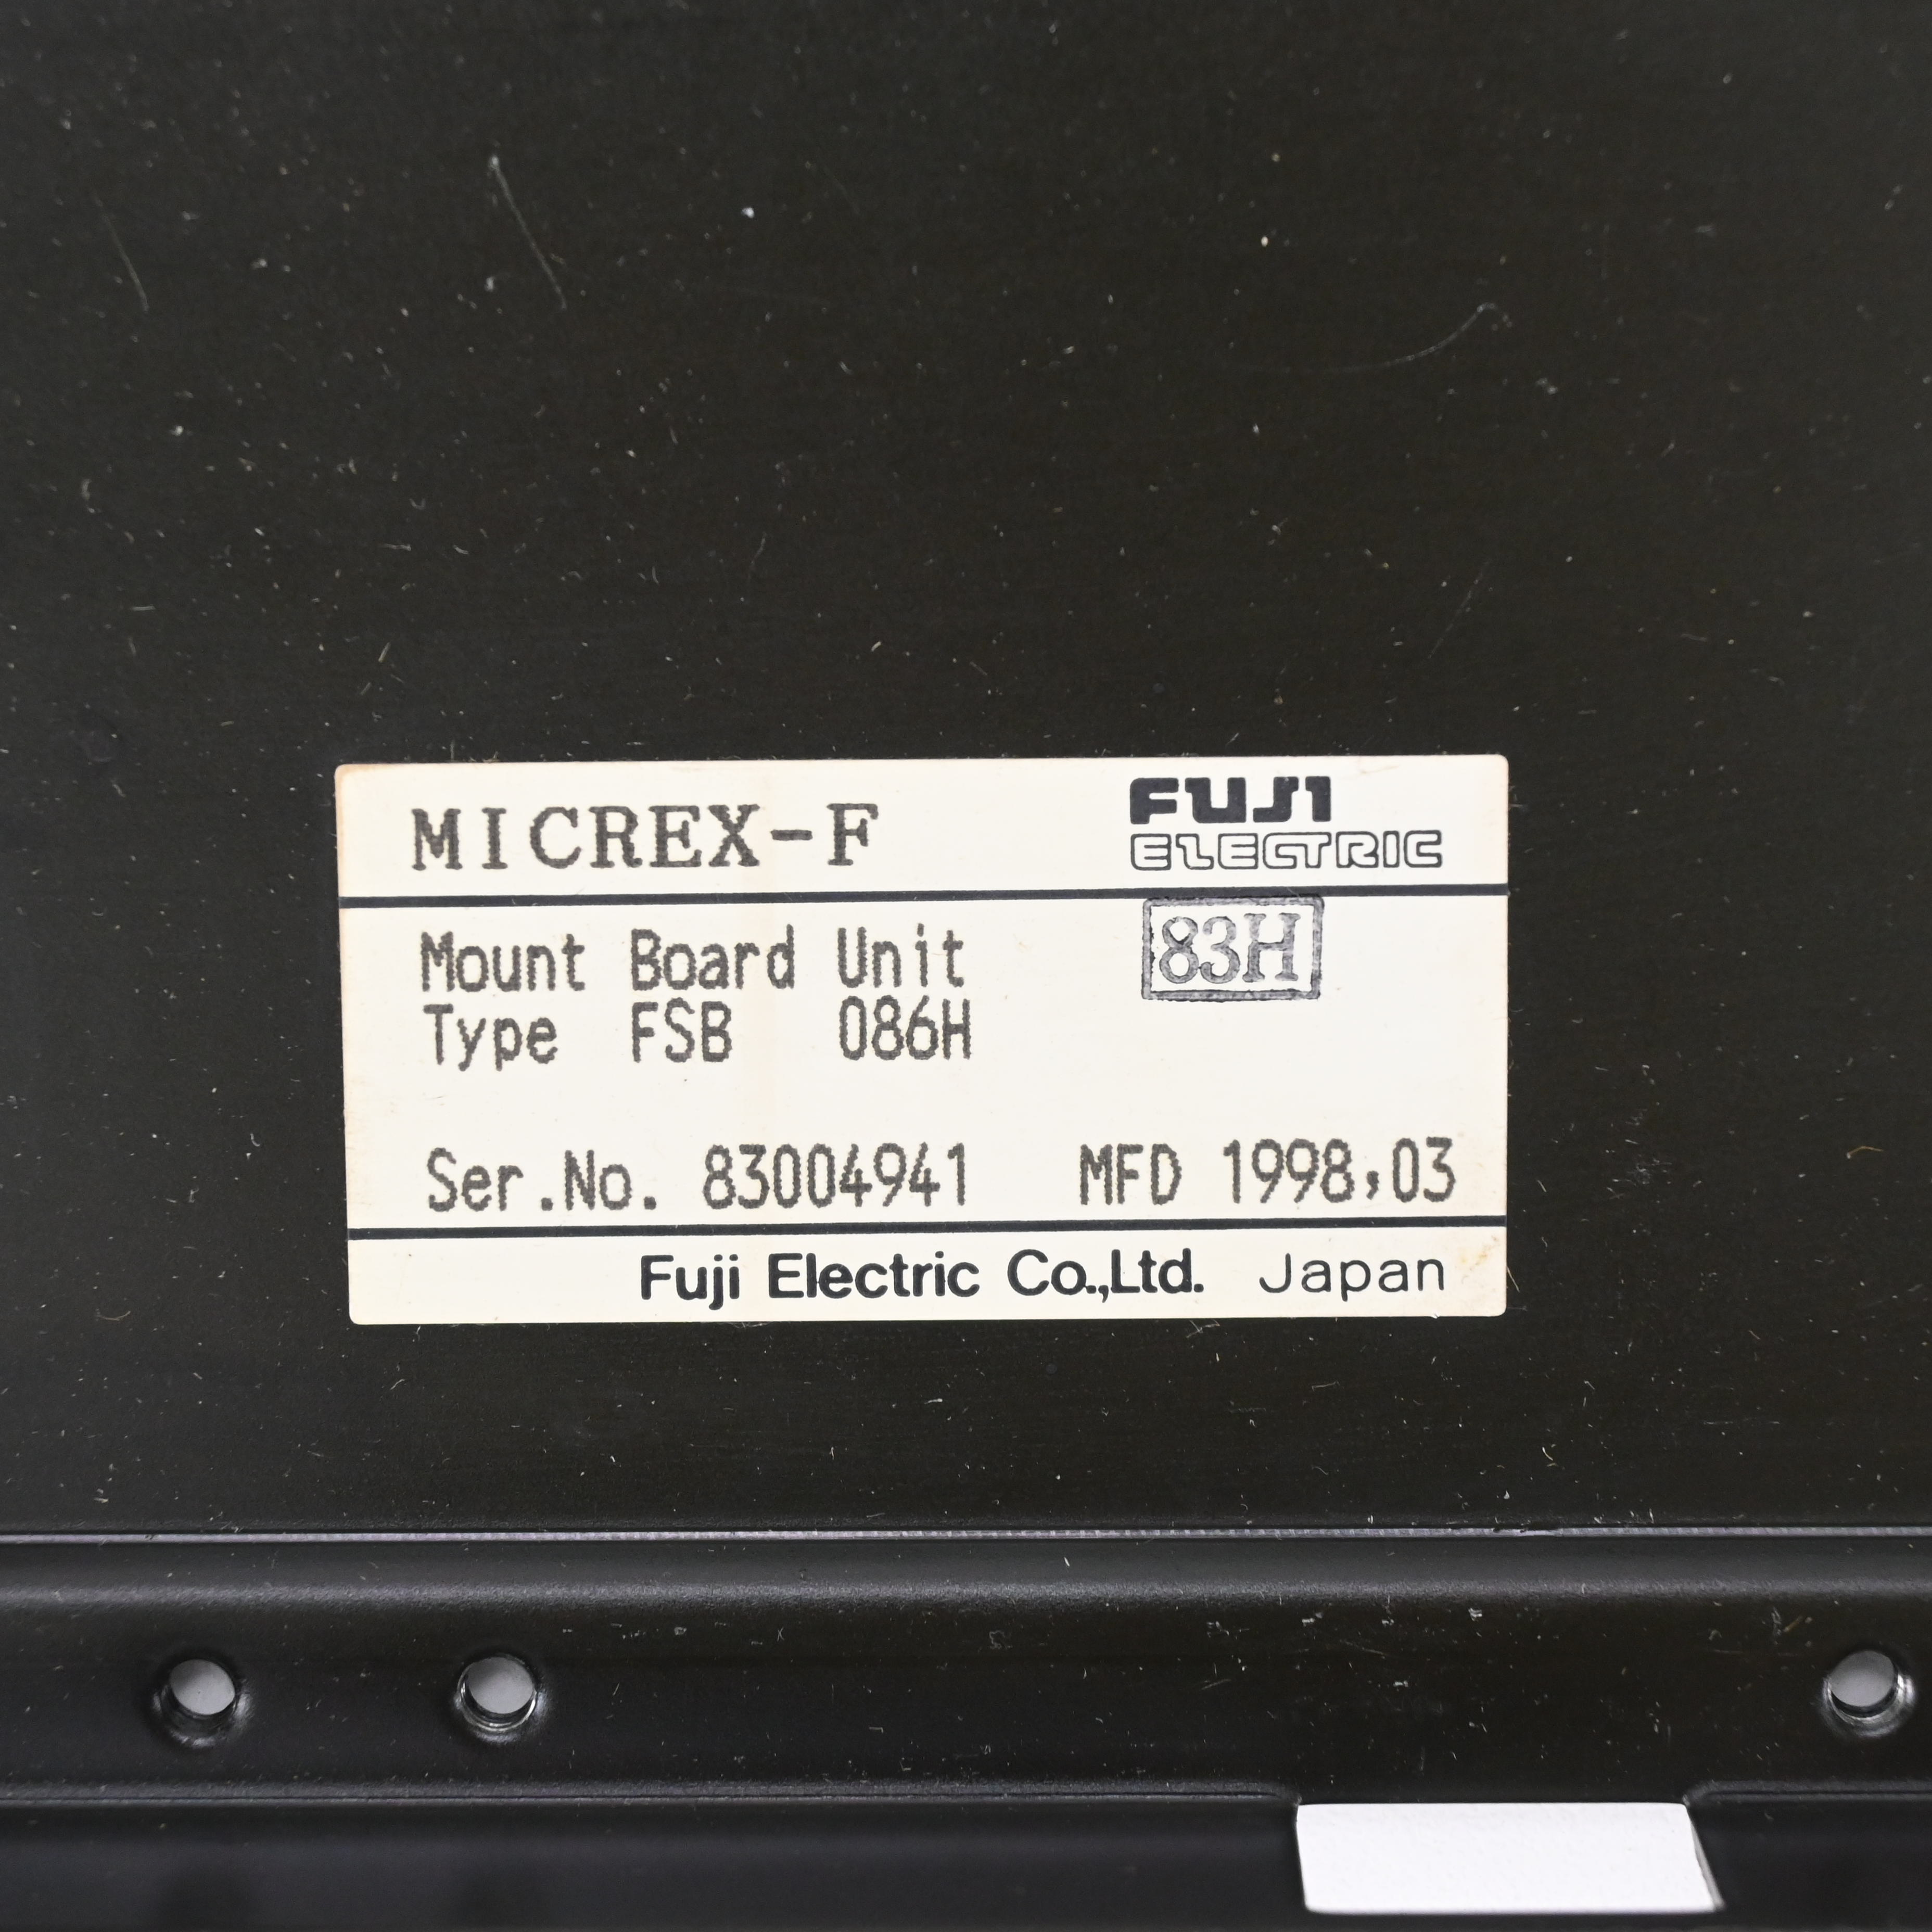 MICREX-F
FUJI
ELECTRIC
83H
Mount Board Unit
Type FSB 086H
Ser.No. 83004941 MFD 1998,03
Fuji Electric Co.,Ltd. Japan